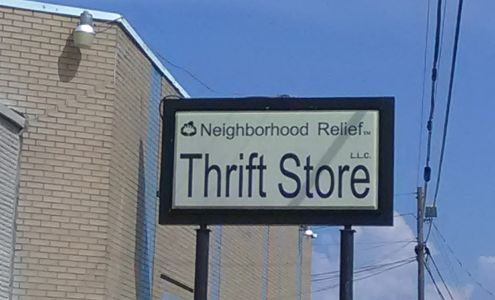 Neighborhood Relief™
L.L.C.
Thrift Store